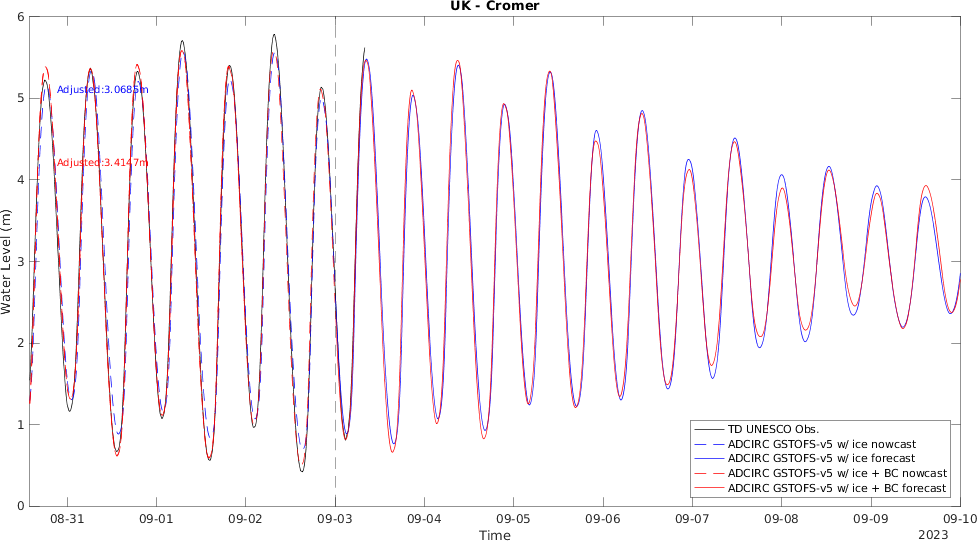 UK - Cromer
6
5
4
3
2
1
0
Water Level (m)
Adjusted:3.0685m
Adjusted:3.4147m
TD UNESCO Obs.
ADCIRC GSTOFS-v5 w/ ice nowcast
ADCIRC GSTOFS-v5 w/ ice forecast
ADCIRC GSTOFS-v5 w/ ice + BC nowcast
ADCIRC GSTOFS-v5 w/ ice + BC forecast
08-31 09-01 09-02 09-03 09-04 09-05 09-06 09-07 09-08 09-09 09-10
Time
2023